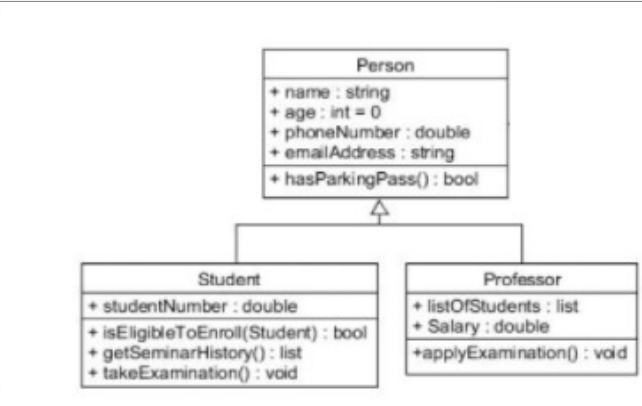 Person
+ name : string
+ age : int = 0
+ phoneNumber : double
+ emailAddress : string
+ hasParkingPass() : bool
Student
+ studentNumber : double
+ isEligibleToEnroll(Student) : bool
+ getSeminarHistory() : list
+ takeExamination() : void
Professor
+ listOfStudents : list
+ Salary : double
+applyExamination() : void